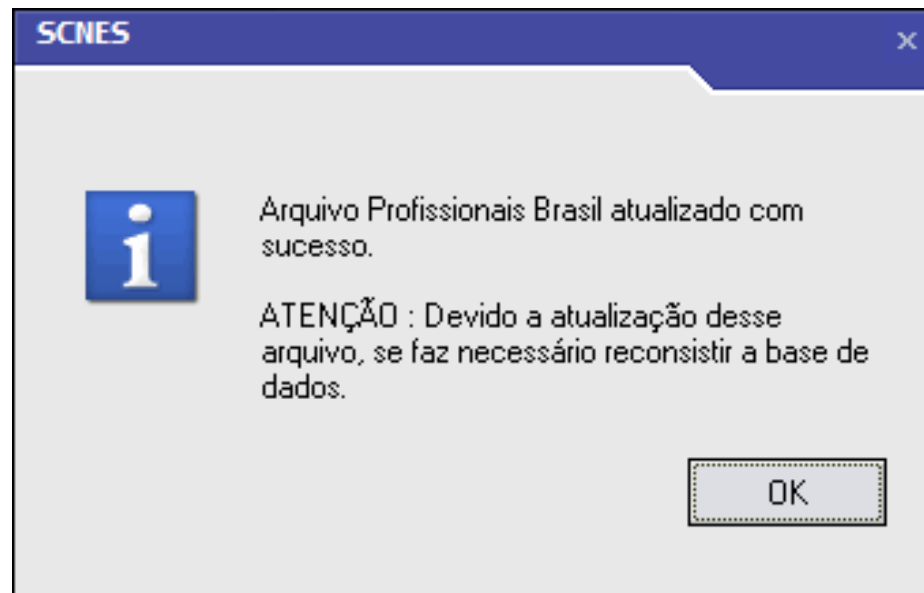 SCNES
Arquivo Profissionais Brasil atualizado com
sucesso.
ATENÇÃO : Devido a atualização desse
arquivo, se faz necessário reconsistir a base de
dados.
OK